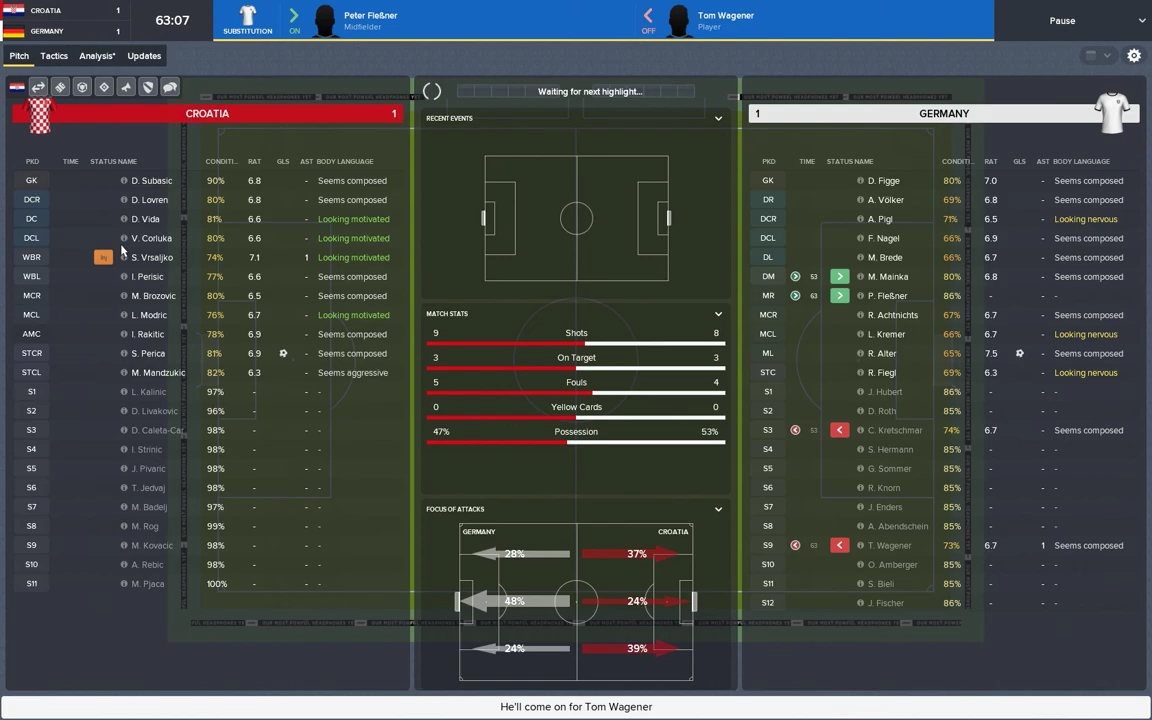 CROATIA 1
GERMANY 1
63:07
SUBSTITUTION
ON
Peter Fleßner
Midfielder
OFF
Tom Wagener
Player
Pause
Pitch Tactics Analysis* Updates
CROATIA 1
PKD TIME STATUS NAME CONDITI... RAT GLS AST BODY LANGUAGE
GK D. Subasic 90% 6.8 - Seems composed
DCR D. Lovren 80% 6.8 - Seems composed
DC D. Vida 81% 6.6 - Looking motivated
DCL V. Corluka 80% 6.6 - Looking motivated
WBR Inj S. Vrsaljko 74% 7.1 1 Looking motivated
WBL I. Perisic 77% 6.6 - Seems composed
MCR M. Brozovic 80% 6.5 - Seems composed
MCL L. Modric 76% 6.7 - Looking motivated
AMC I. Rakitic 78% 6.9 - Seems composed
STCR S. Perica 81% 6.9 - Seems composed
STCL M. Mandzukic 82% 6.3 - Seems aggressive
S1 L. Kalinic 97% - - -
S2 D. Livakovic 96% - - -
S3 D. Caleta-Car 98% - - -
S4 I. Strinic 98% - - -
S5 J. Pivaric 98% - - -
S6 T. Jedvaj 98% - - -
S7 M. Badelj 97% - - -
S8 M. Rog 99% - - -
S9 M. Kovacic 98% - - -
S10 A. Rebic 98% - - -
S11 M. Pjaca 100% - - -
Waiting for next highlight...
RECENT EVENTS
MATCH STATS
9 Shots 8
3 On Target 3
5 Fouls 4
0 Yellow Cards 0
47% Possession 53%
FOCUS OF ATTACKS
GERMANY CROATIA
28% 37%
48% 24%
24% 39%
1 GERMANY
PKD TIME STATUS NAME CONDITI... RAT GLS AST BODY LANGUAGE
GK D. Figge 80% 7.0 - Seems composed
DR A. Völker 69% 6.8 - Seems composed
DCR A. Pigl 71% 6.5 - Looking nervous
DCL F. Nagel 66% 6.9 - Seems composed
DL M. Brede 66% 6.7 - Seems composed
DM 53 M. Mainka 80% 6.8 - Seems composed
MR 63 P. Fleßner 86% - - -
MCR R. Achtnichts 67% 6.7 - Seems composed
MCL L. Kremer 66% 6.7 - Looking nervous
ML R. Alter 65% 7.5 - Seems composed
STC R. Fiegl 69% 6.3 - Looking nervous
S1 J. Hubert 86% - - -
S2 D. Roth 85% - - -
S3 53 C. Kretschmar 74% 6.7 - Seems composed
S4 S. Hermann 85% - - -
S5 G. Sommer 85% - - -
S6 R. Knorn 85% - - -
S7 J. Enders 85% - - -
S8 A. Abendschein 85% - - -
S9 63 T. Wagener 73% 6.7 1 Seems composed
S10 O. Amberger 85% - - -
S11 S. Bieli 85% - - -
S12 J. Fischer 86% - - -
He'll come on for Tom Wagener